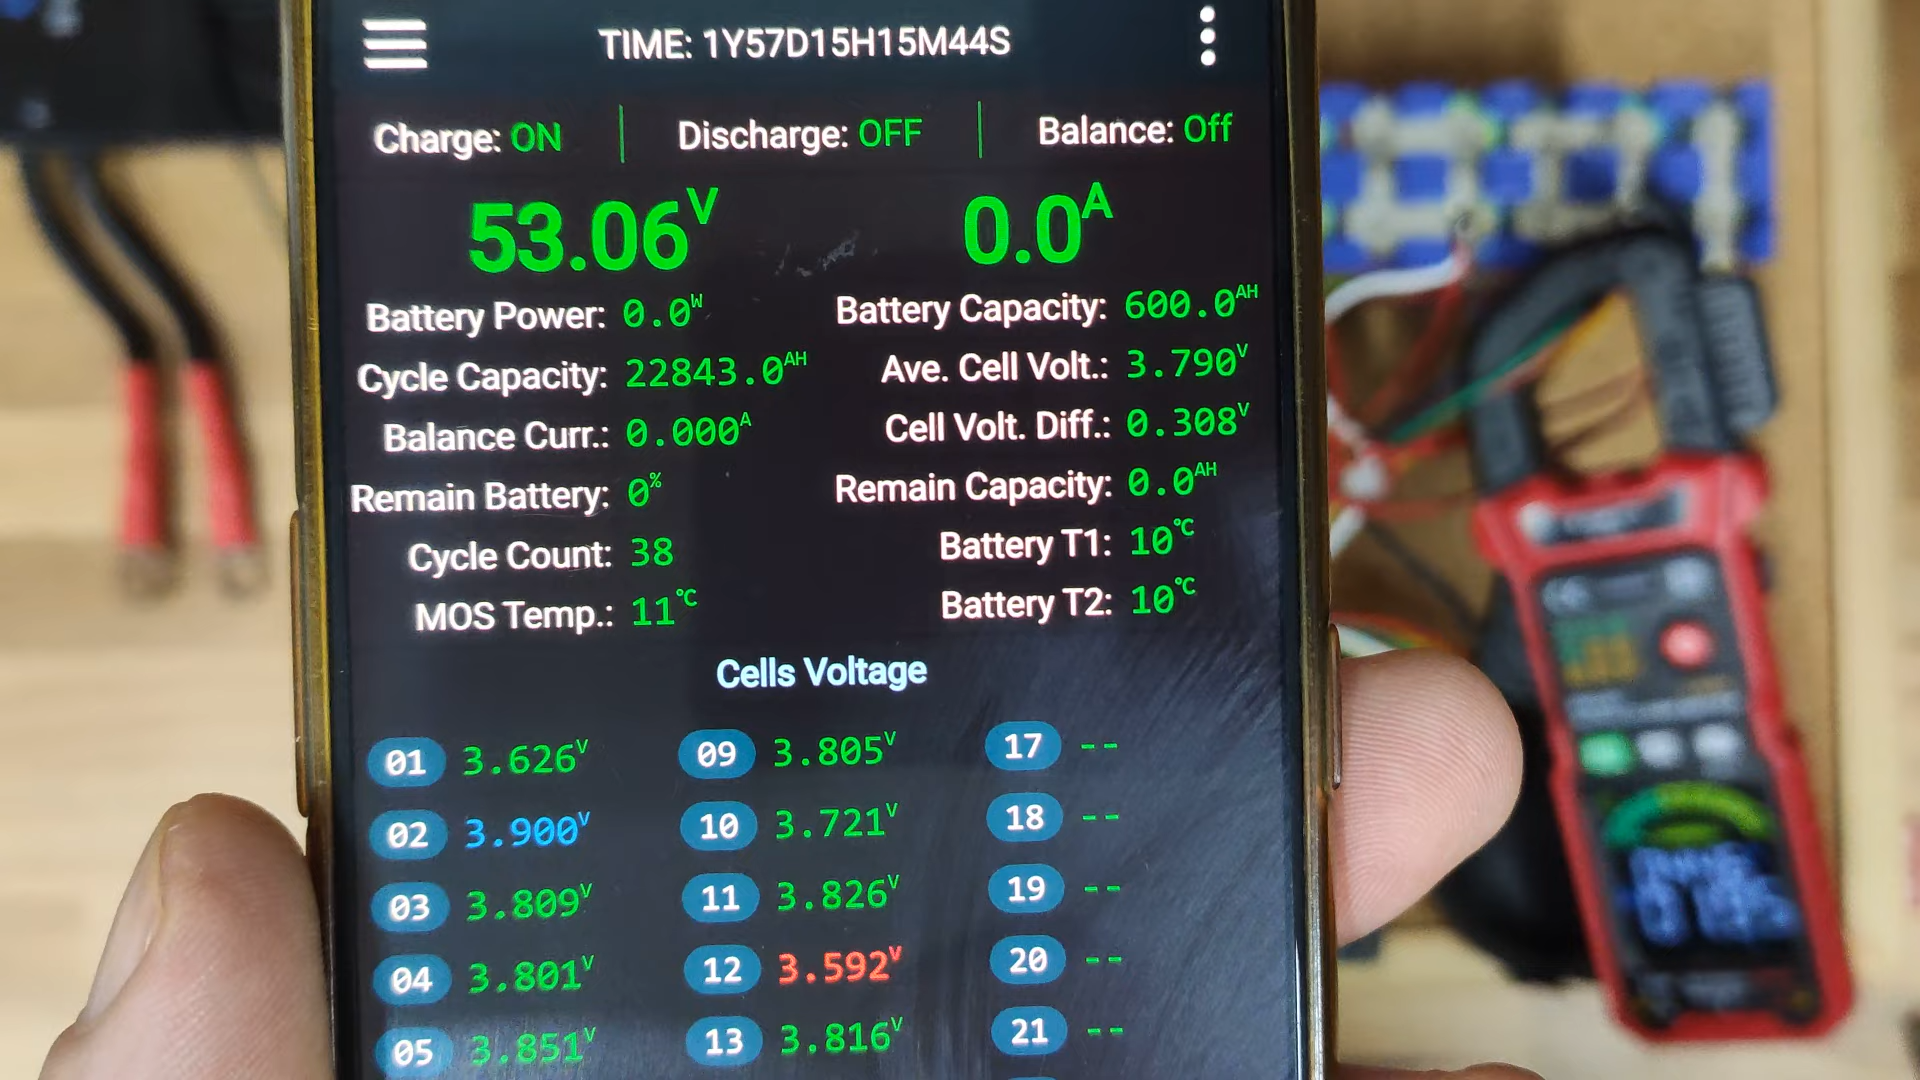 TIME: 1Y57D15H15M44S
Charge: ON Discharge: OFF Balance: Off
53.06V 0.0A
Battery Power: 0.0W Battery Capacity: 600.0AH
Cycle Capacity: 22843.0AH Ave. Cell Volt.: 3.790V
Balance Curr.: 0.000A Cell Volt. Diff.: 0.308V
Remain Battery: 0% Remain Capacity: 0.0AH
Cycle Count: 38 Battery T1: 10°C
MOS Temp.: 11°C Battery T2: 10°C
Cells Voltage
01 3.626V 09 3.805V 17 --
02 3.900V 10 3.721V 18 --
03 3.809V 11 3.826V 19 --
04 3.801V 12 3.592V 20 --
05 3.851V 13 3.816V 21 --